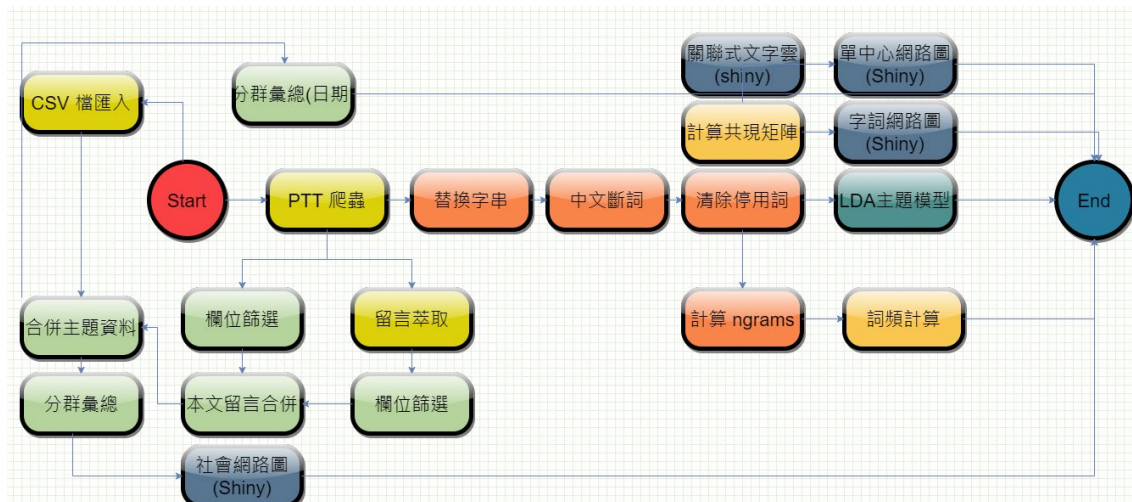 關聯式文字雲
(shiny)
單中心網路圖
(Shiny)
CSV 檔匯入
分群彙總(日期
計算共現矩陣
字詞網路圖
(Shiny)
Start
PTT 爬蟲
替換字串
中文斷詞
清除停用詞
LDA主題模型
End
合併主題資料
欄位篩選
留言萃取
計算 ngrams
詞頻計算
分群彙總
本文留言合併
欄位篩選
社會網路圖
(Shiny)